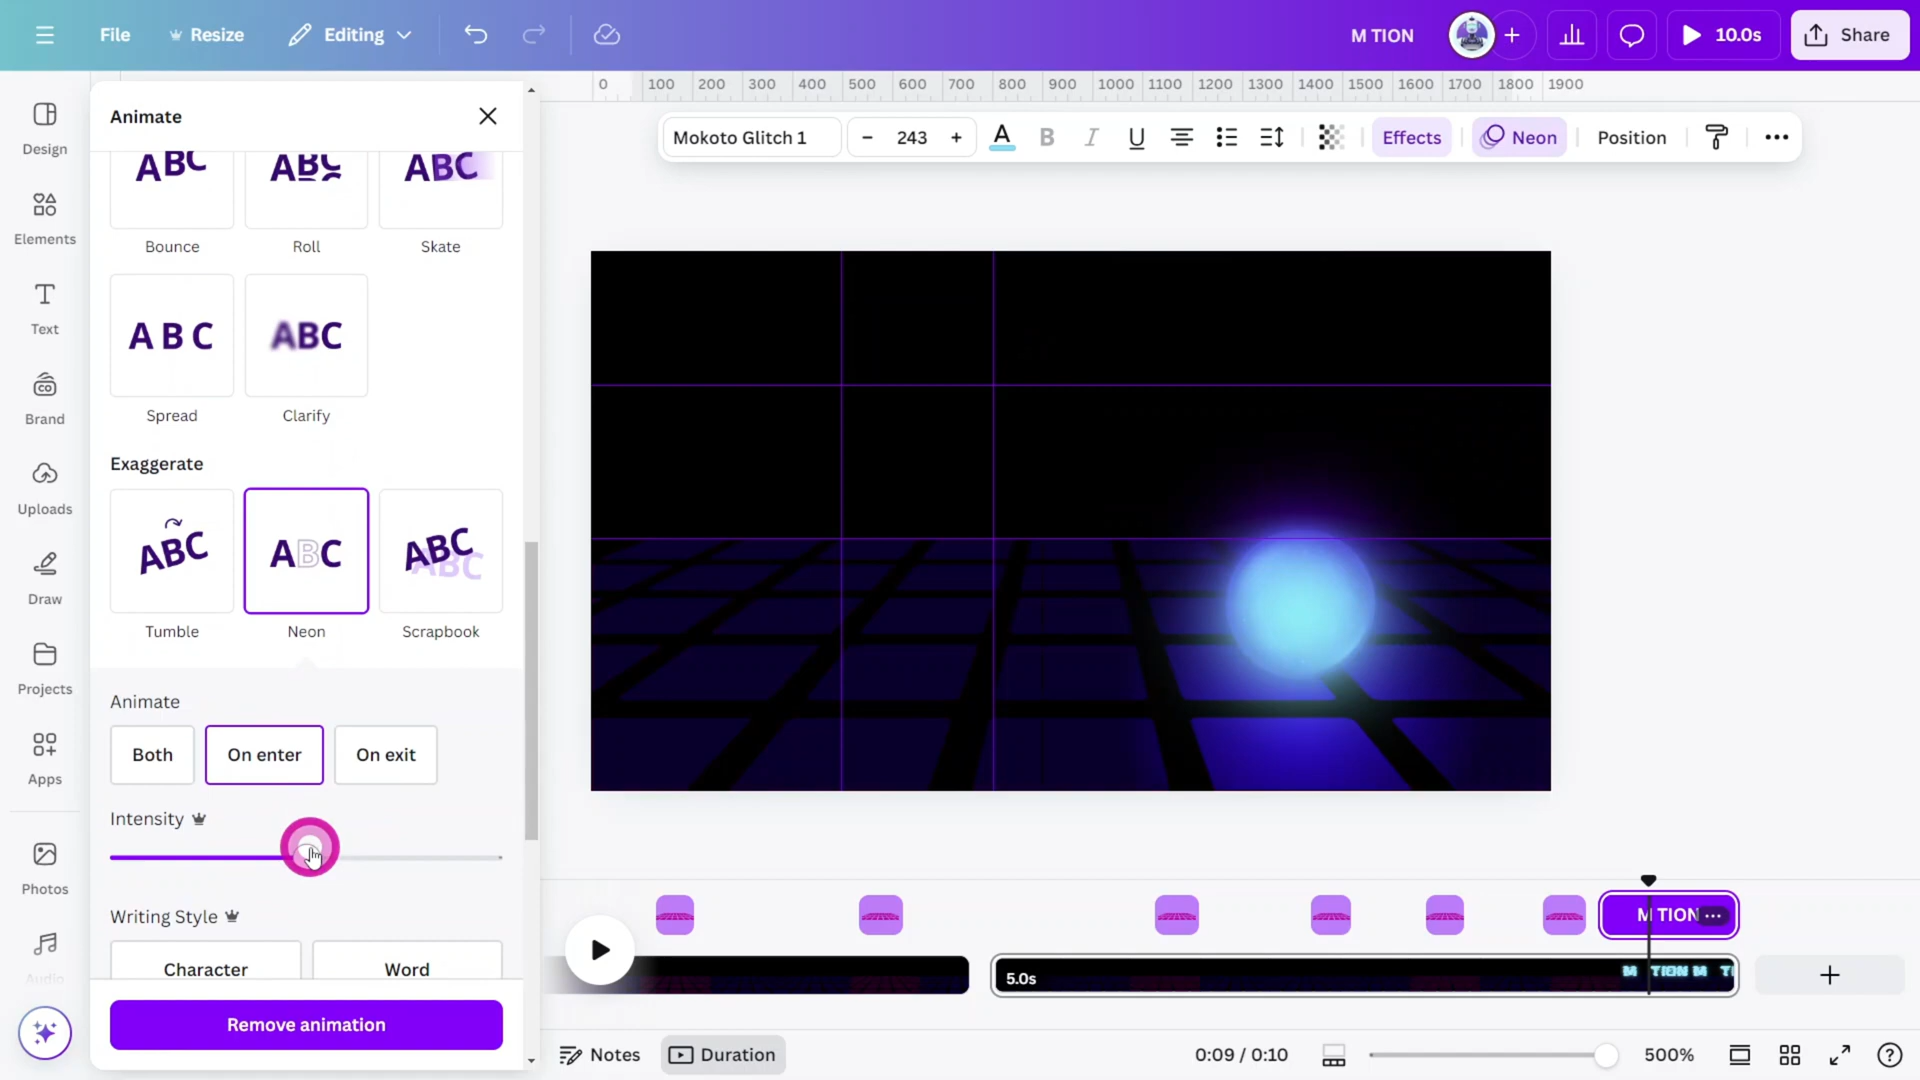 File
Resize
Editing
M TION
10.0s
Share
0 100 200 300 400 500 600 700 800 900 1000 1100 1200 1300 1400 1500 1600 1700 1800 1900
Design
Elements
Text
Brand
Uploads
Draw
Projects
Apps
Photos
Audio
Animate
ABC ABC ABC
Bounce Roll Skate
A B C ABC
Spread Clarify
Exaggerate
ABC ABC ABC
Tumble Neon Scrapbook
Animate
Both On enter On exit
Intensity
Writing Style
Character Word
Remove animation
Mokoto Glitch 1 – 243 + A B I U Effects Neon Position
M TION
5.0s
M TION M TI
Notes Duration 0:09 / 0:10 500%